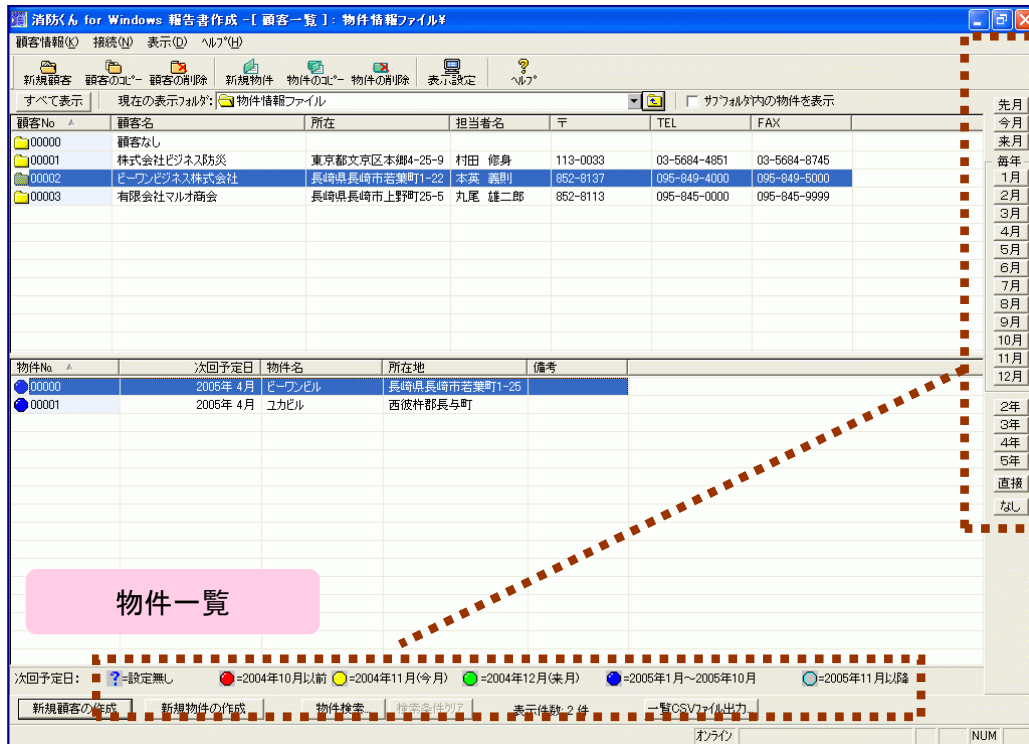 消防くん for Windows 報告書作成 -[ 顧客一覧 ]: 物件情報ファイル¥
顧客情報(K) 接続(N) 表示(D) ヘルプ(H)
新規顧客 顧客のコピー 顧客の削除 新規物件 物件のコピー 物件の削除 表示設定 ヘルプ
すべて表示 現在の表示フォルダ: 物件情報ファイル サブフォルダ内の物件を表示
顧客No 顧客名 所在 担当者名 〒 TEL FAX
00000 顧客なし
00001 株式会社ビジネス防災 東京都文京区本郷4-25-9 村田 修身 113-0033 03-5684-4851 03-5684-8745
00002 ビーワンビジネス株式会社 長崎県長崎市若葉町1-22 本英 義則 852-8137 095-849-4000 095-849-5000
00003 有限会社マルオ商会 長崎県長崎市上野町25-5 丸尾 雄二郎 852-8113 095-845-0000 095-845-9999
物件No. 次回予定日 物件名 所在地 備考
00000 2005年 4月 ビーワンビル 長崎県長崎市若葉町1-25
00001 2005年 4月 ユカビル 西彼杵郡長与町
先月
今月
来月
毎年
1月
2月
3月
4月
5月
6月
7月
8月
9月
10月
11月
12月
2年
3年
4年
5年
直接
なし
物件一覧
次回予定日: ?=設定無し =2004年10月以前 =2004年11月(今月) =2004年12月(来月) =2005年1月～2005年10月 =2005年11月以降
新規顧客の作成 新規物件の作成 物件検索... 検索条件クリア 表示件数: 2 件 一覧CSVファイル出力...
オンライン NUM